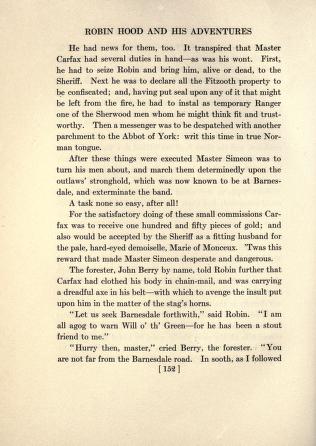 ROBIN HOOD AND HIS ADVENTURES
He had news for them, too. It transpired that Master
Carfax had several duties in hand—as was his wont. First,
he had to seize Robin and bring him, alive or dead, to the
Sheriff. Next he was to declare all the Fitzooth property to
be confiscated; and, having put seal upon any of it that might
be left from the fire, he had to instal as temporary Ranger
one of the Sherwood men whom he might think fit and trust-
worthy. Then a messenger was to be despatched with another
parchment to the Abbot of York: writ this time in true Nor-
man tongue.
After these things were executed Master Simeon was to
turn his men about, and march them determinedly upon the
outlaws' stronghold, which was now known to be at Barnes-
dale, and exterminate the band.
A task none so easy, after all!
For the satisfactory doing of these small commissions Car-
fax was to receive one hundred and fifty pieces of gold; and
also would be accepted by the Sheriff as a fitting husband for
the pale, hard-eyed demoiselle, Marie of Monceux. 'Twas this
reward that made Master Simeon desperate and dangerous.
The forester, John Berry by name, told Robin further that
Carfax had clothed his body in chain-mail, and was carrying
a dreadful axe in his belt—with which to avenge the insult put
upon him in the matter of the stag's horns.
"Let us seek Barnesdale forthwith," said Robin. "I am
all agog to warn Will o' th' Green—for he has been a stout
friend to me."
"Hurry then, master," cried Berry, the forester. "You
are not far from the Barnesdale road. In sooth, as I followed
[ 152 ]